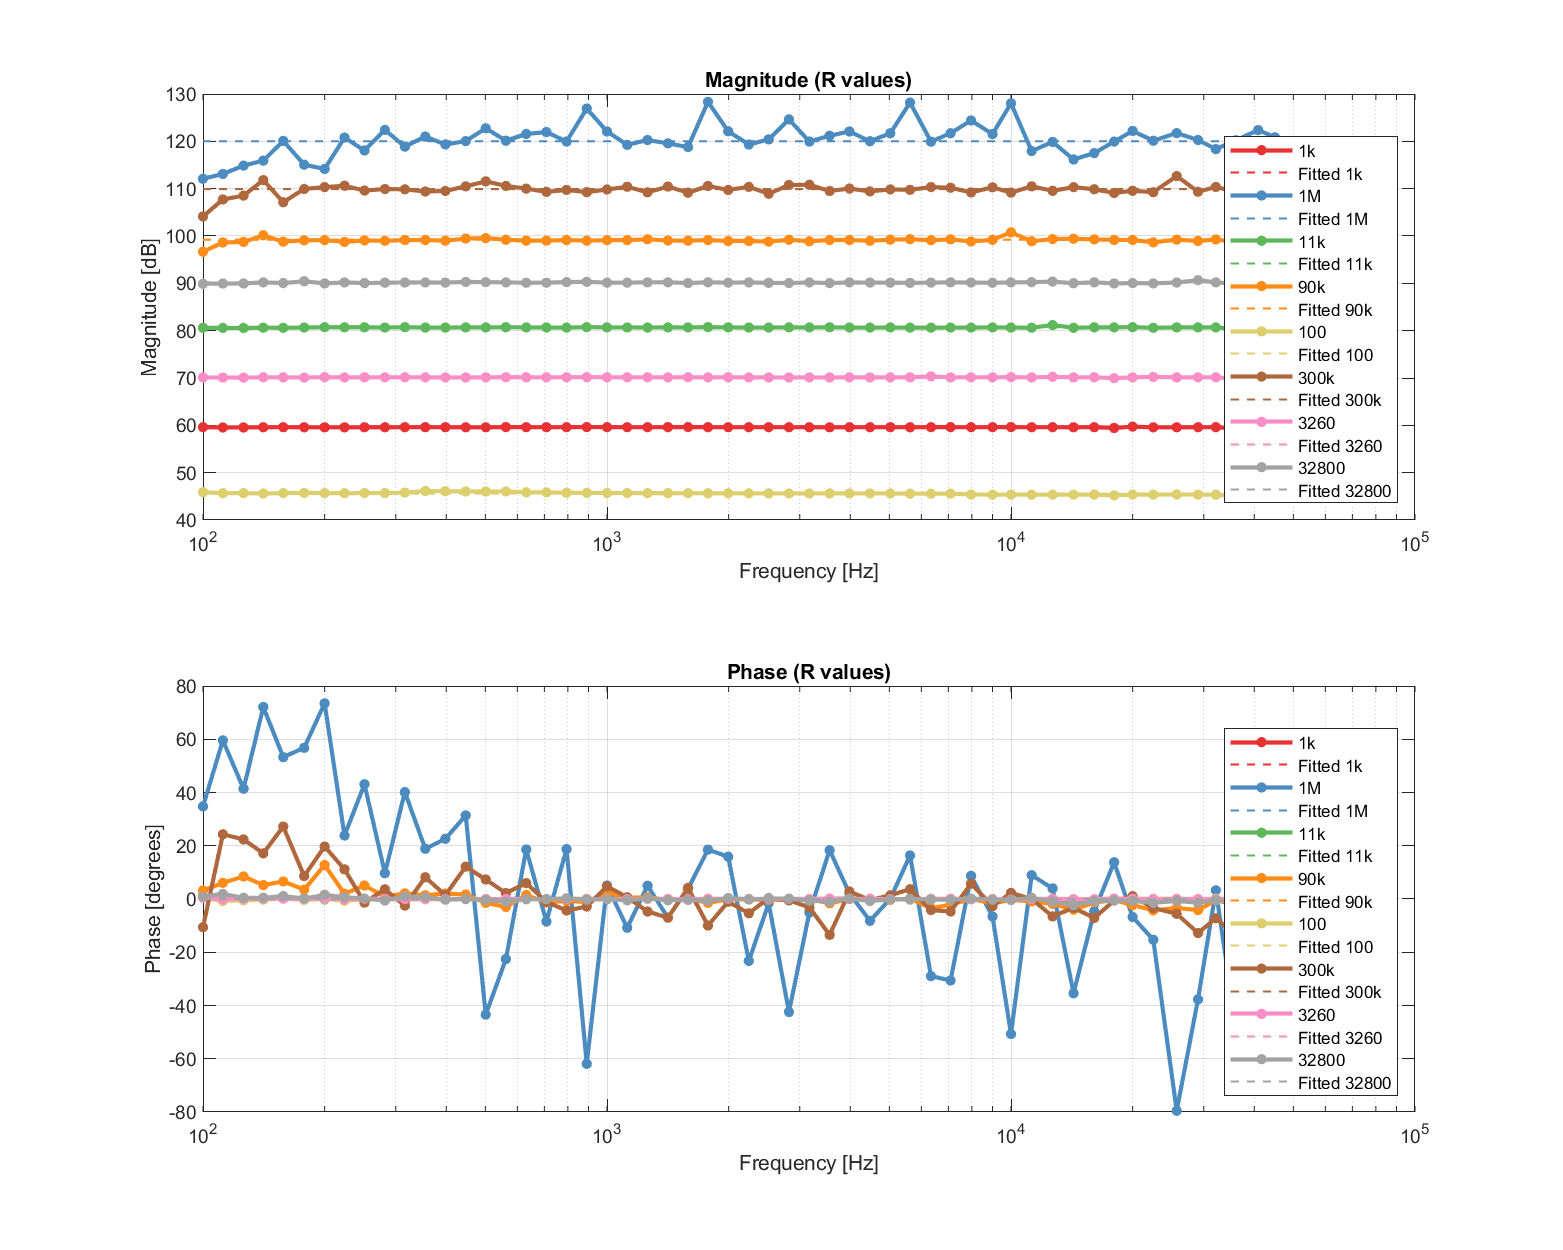 Magnitude (R values)
Magnitude [dB]
130
120
110
100
90
80
70
60
50
40
10^2
10^3
10^4
10^5
Frequency [Hz]
1k
Fitted 1k
1M
Fitted 1M
11k
Fitted 11k
90k
Fitted 90k
100
Fitted 100
300k
Fitted 300k
3260
Fitted 3260
32800
Fitted 32800
Phase (R values)
Phase [degrees]
80
60
40
20
0
-20
-40
-60
-80
10^2
10^3
10^4
10^5
Frequency [Hz]
1k
Fitted 1k
1M
Fitted 1M
11k
Fitted 11k
90k
Fitted 90k
100
Fitted 100
300k
Fitted 300k
3260
Fitted 3260
32800
Fitted 32800